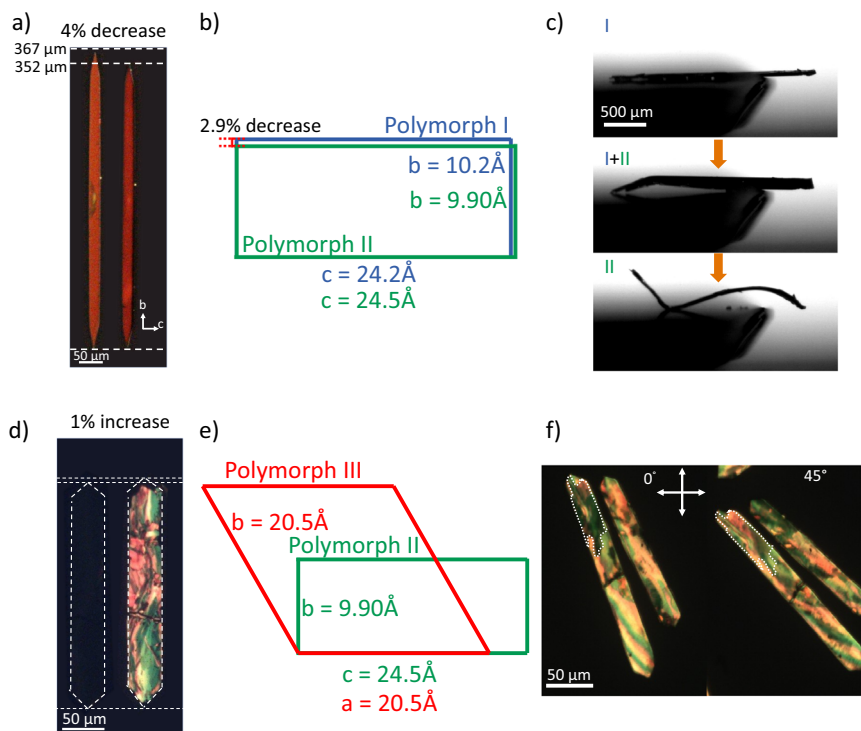 a)
4% decrease
367 µm
352 µm
b
c
50 µm
b)
2.9% decrease
Polymorph I
b = 10.2Å
b = 9.90Å
Polymorph II
c = 24.2Å
c = 24.5Å
c)
I
500 µm
I+II
II
d)
1% increase
50 µm
e)
Polymorph III
b = 20.5Å
Polymorph II
b = 9.90Å
c = 24.5Å
a = 20.5Å
f)
0°
45°
50 µm